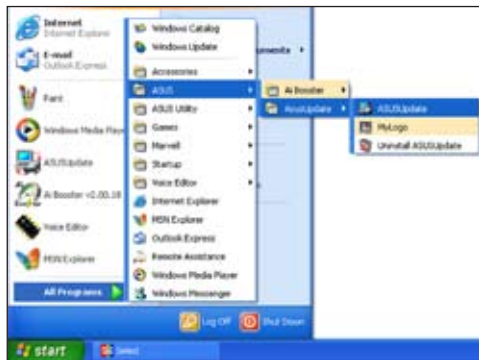 Internet
Internet Explorer
E-mail
Outlook Express
Paint
Windows Media Player
ASUSUpdate
Ai Booster v2.00.18
Voice Editor
MSN Explorer
All Programs
Windows Catalog
Windows Update
Accessories
ASUS
ASUS Utility
Games
Marvell
Startup
Voice Editor
Internet Explorer
MSN Explorer
Outlook Express
Remote Assistance
Windows Media Player
Windows Messenger
Ai Booster
AsusUpdate
ASUSUpdate
MyLogo
Uninstall ASUSUpdate
Log Off
Shut Down
start